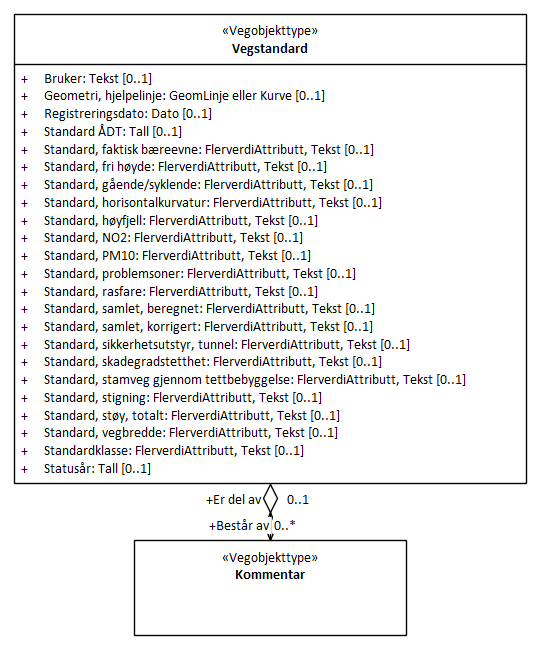 «Vegobjekttype»
Vegstandard
+ Bruker: Tekst [0..1]
+ Geometri, hjelpelinje: GeomLinje eller Kurve [0..1]
+ Registreringsdato: Dato [0..1]
+ Standard ÅDT: Tall [0..1]
+ Standard, faktisk bæreevne: FlerverdiAttributt, Tekst [0..1]
+ Standard, fri høyde: FlerverdiAttributt, Tekst [0..1]
+ Standard, gående/syklende: FlerverdiAttributt, Tekst [0..1]
+ Standard, horisontalkurvatur: FlerverdiAttributt, Tekst [0..1]
+ Standard, høyfjell: FlerverdiAttributt, Tekst [0..1]
+ Standard, NO2: FlerverdiAttributt, Tekst [0..1]
+ Standard, PM10: FlerverdiAttributt, Tekst [0..1]
+ Standard, problemsoner: FlerverdiAttributt, Tekst [0..1]
+ Standard, rasfare: FlerverdiAttributt, Tekst [0..1]
+ Standard, samlet, beregnet: FlerverdiAttributt, Tekst [0..1]
+ Standard, samlet, korrigert: FlerverdiAttributt, Tekst [0..1]
+ Standard, sikkerhetsutstyr, tunnel: FlerverdiAttributt, Tekst [0..1]
+ Standard, skadegradstetthet: FlerverdiAttributt, Tekst [0..1]
+ Standard, stamveg gjennom tettbebyggelse: FlerverdiAttributt, Tekst [0..1]
+ Standard, stigning: FlerverdiAttributt, Tekst [0..1]
+ Standard, støy, totalt: FlerverdiAttributt, Tekst [0..1]
+ Standard, vegbredde: FlerverdiAttributt, Tekst [0..1]
+ Standardklasse: FlerverdiAttributt, Tekst [0..1]
+ Statusår: Tall [0..1]
+Er del av 0..1
+Består av 0..*
«Vegobjekttype»
Kommentar